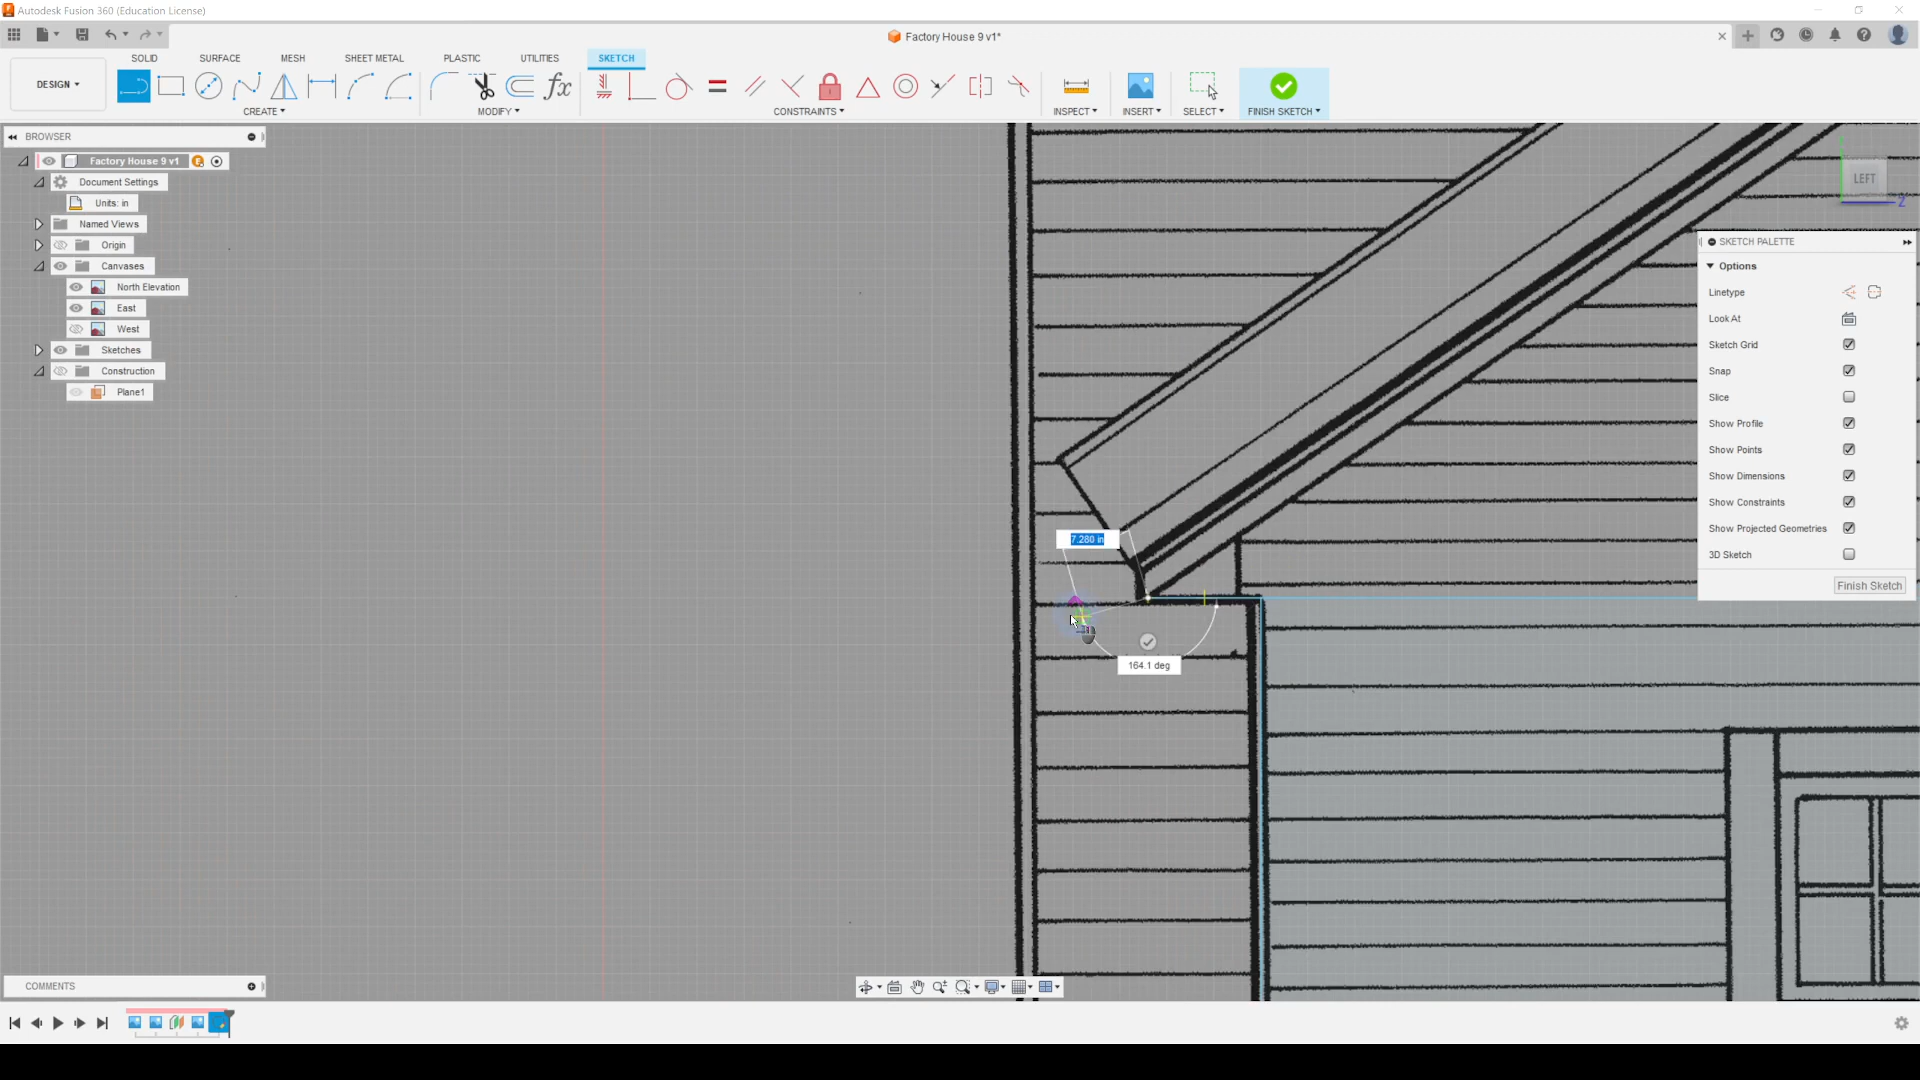 Autodesk Fusion 360 (Education License)
Factory House 9 v1*
SOLID SURFACE MESH SHEET METAL PLASTIC UTILITIES SKETCH
DESIGN
fx
CREATE MODIFY CONSTRAINTS INSPECT INSERT SELECT FINISH SKETCH
BROWSER
Factory House 9 v1
Document Settings
Units: in
Named Views
Origin
Canvases
North Elevation
East
West
Sketches
Construction
Plane1
LEFT
Z
SKETCH PALETTE
Options
Linetype
Look At
Sketch Grid
Snap
Slice
Show Profile
Show Points
Show Dimensions
Show Constraints
Show Projected Geometries
3D Sketch
Finish Sketch
7.280 in
164.1 deg
COMMENTS